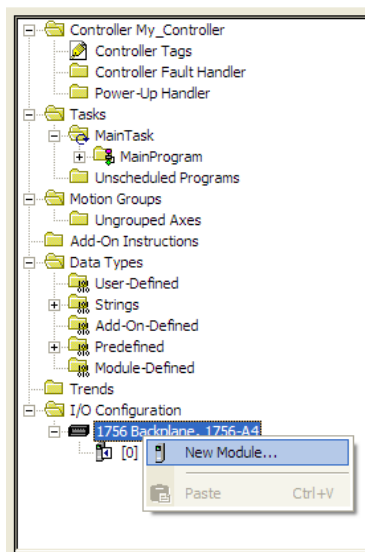 Controller My_Controller
Controller Tags
Controller Fault Handler
Power-Up Handler
Tasks
MainTask
MainProgram
Unscheduled Programs
Motion Groups
Ungrouped Axes
Add-On Instructions
Data Types
User-Defined
Strings
Add-On-Defined
Predefined
Module-Defined
Trends
I/O Configuration
1756 Backplane, 1756-A4
[0]
New Module...
Paste Ctrl+V